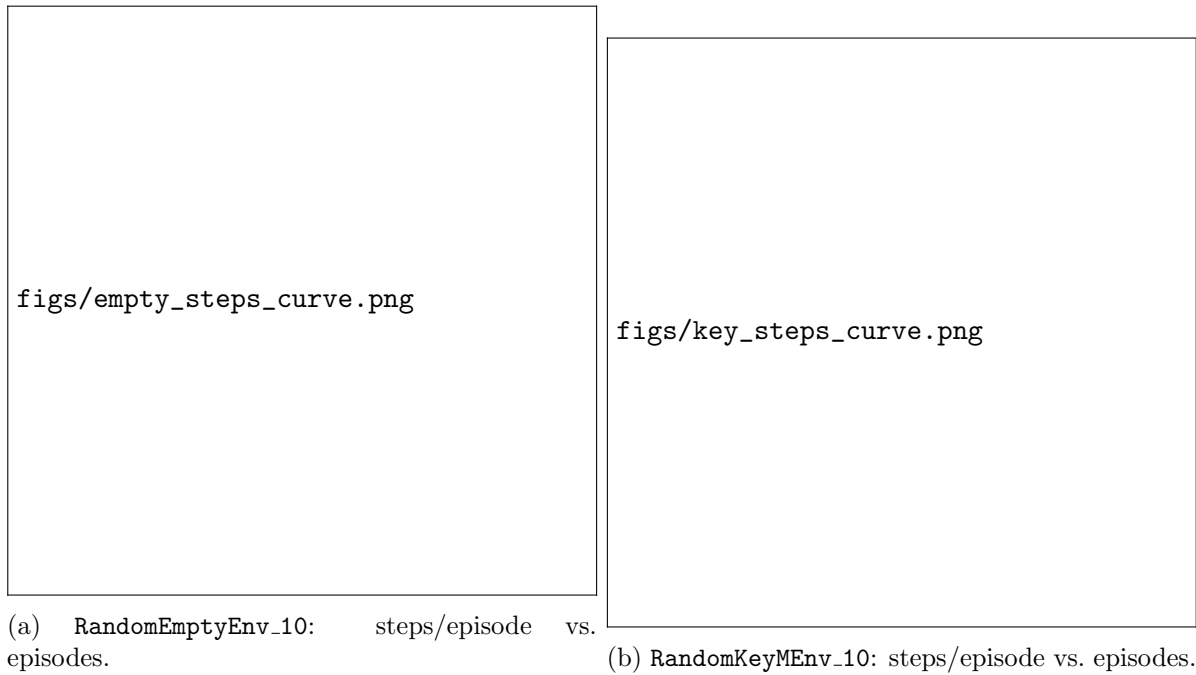 figs/empty_steps_curve.png
figs/key_steps_curve.png
(a) RandomEmptyEnv_10: steps/episode vs.
episodes.
(b) RandomKeyMEnv_10: steps/episode vs. episodes.